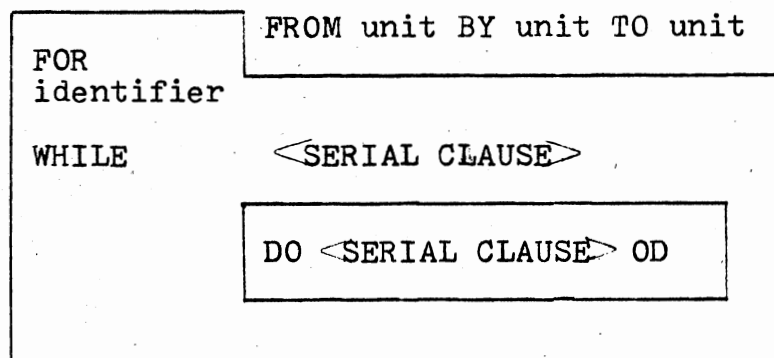 FROM unit BY unit TO unit
FOR
identifier
WHILE <SERIAL CLAUSE>
DO <SERIAL CLAUSE> OD